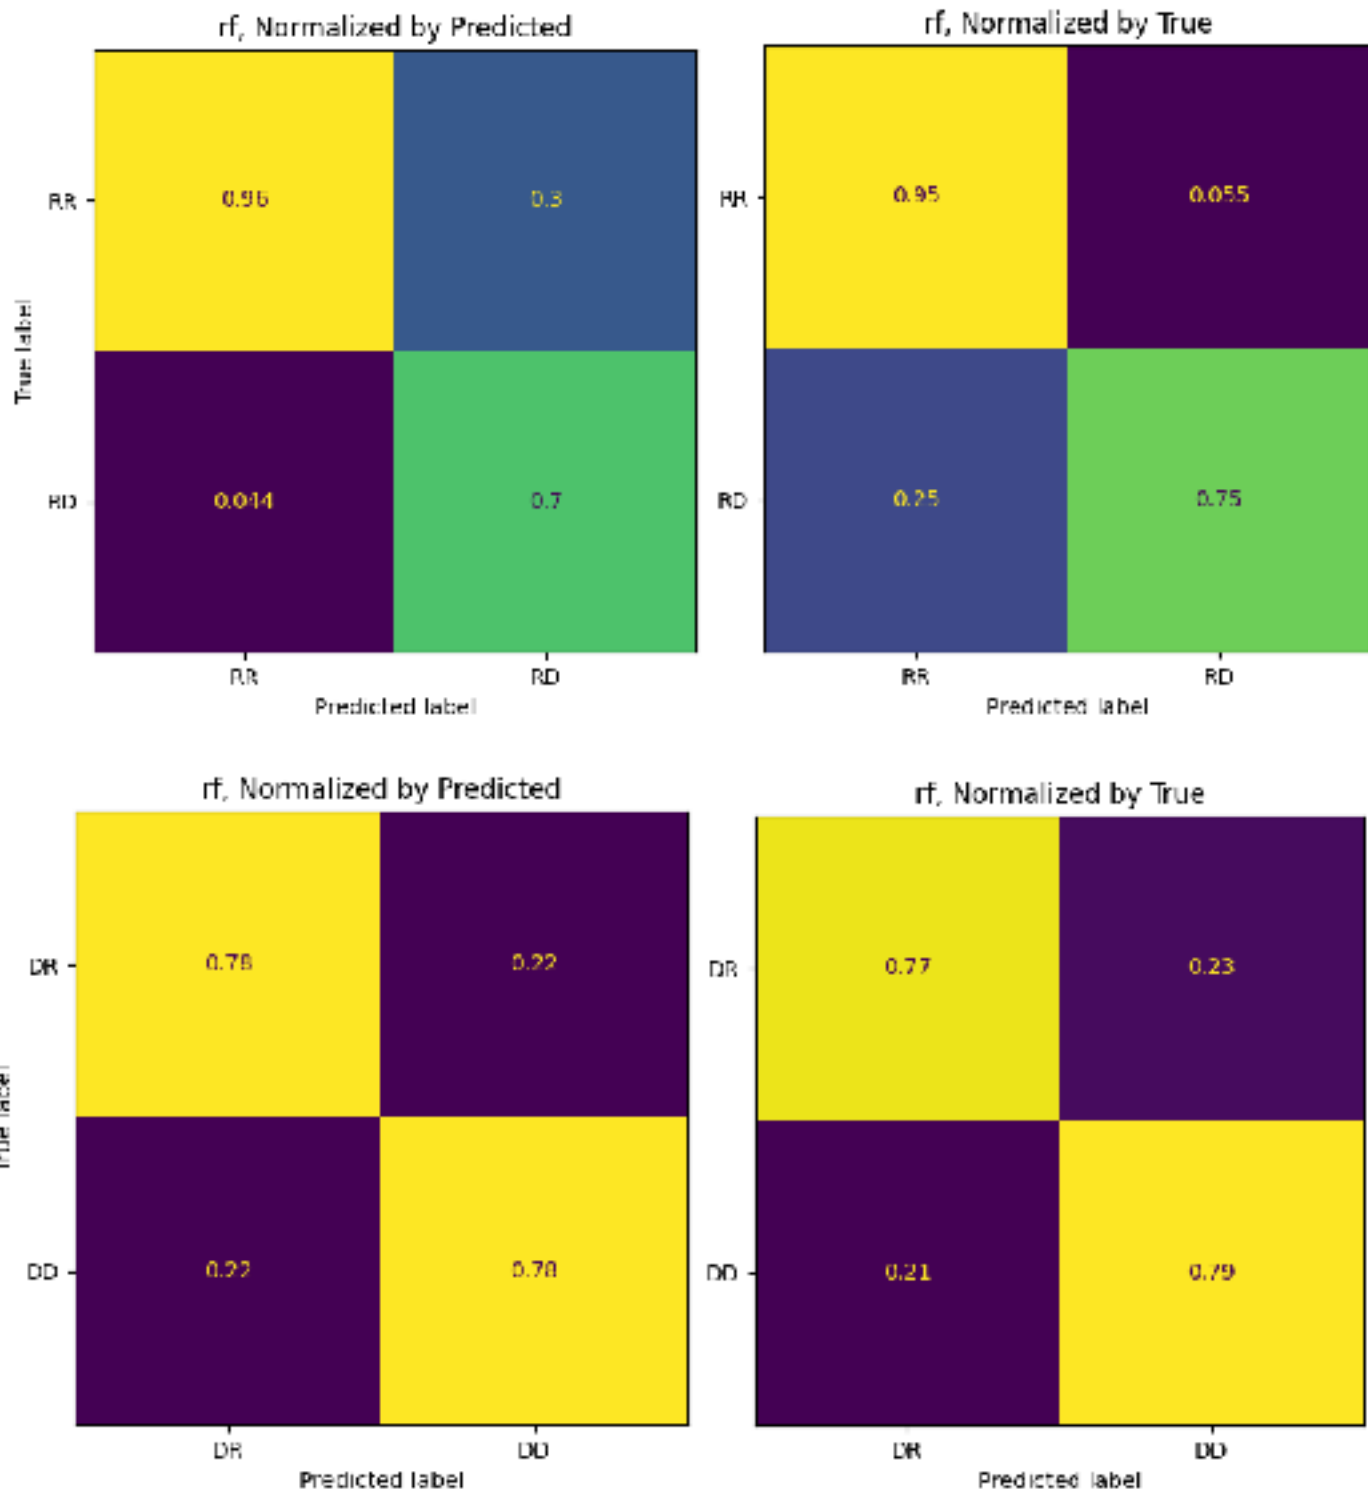 rf, Normalized by Predicted
rf, Normalized by True
RR
0.96
0.3
RR
0.95
0.055
True label
RD
0.044
0.7
RD
0.25
0.75
RR
RD
RR
RD
Predicted label
Predicted label
rf, Normalized by Predicted
rf, Normalized by True
DR
0.78
0.22
DR
0.77
0.23
True label
DD
0.22
0.78
DD
0.21
0.79
DR
DD
DR
DD
Predicted label
Predicted label